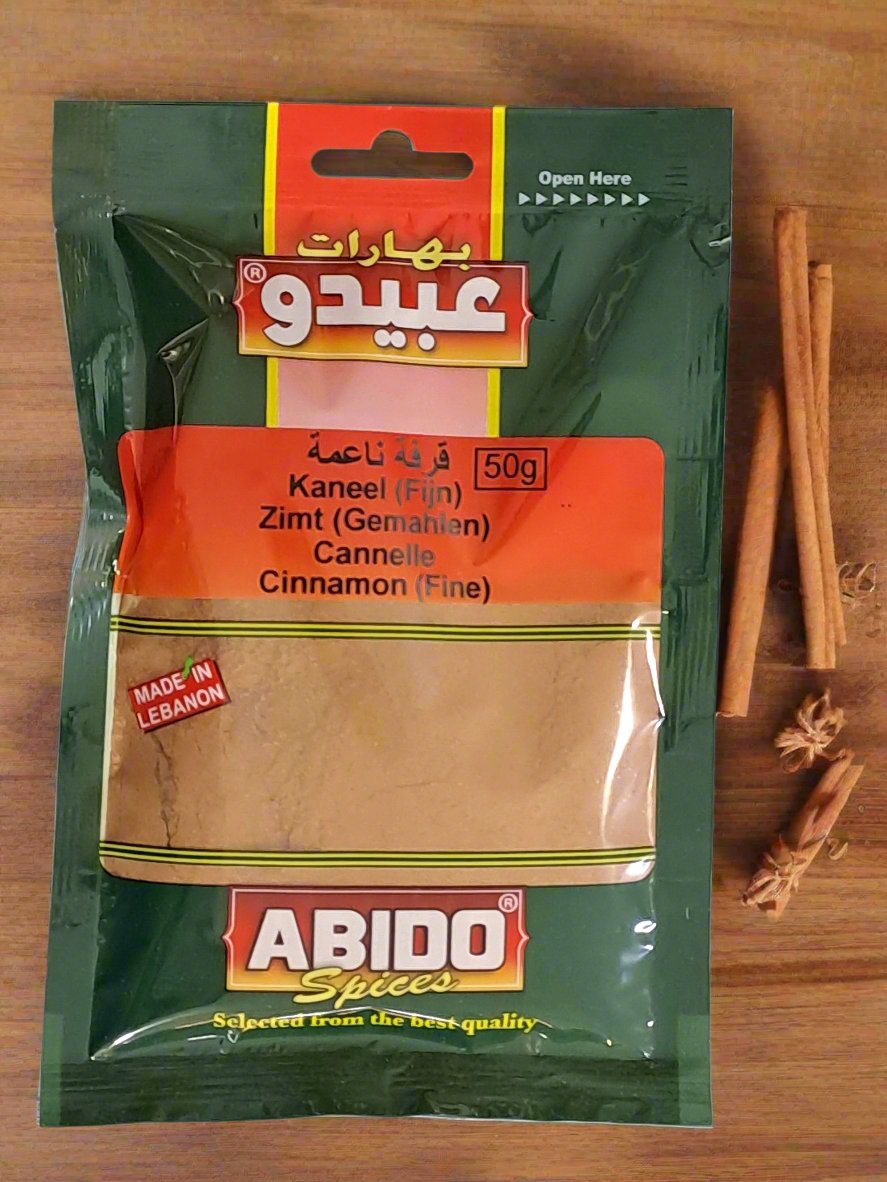 Open Here
بهارات
عبيدو ®
قرفة ناعمة
50g
Kaneel (Fijn)
Zimt (Gemahlen)
Cannelle
Cinnamon (Fine)
MADE IN
LEBANON
ABIDO ®
Spices
Selected from the best quality